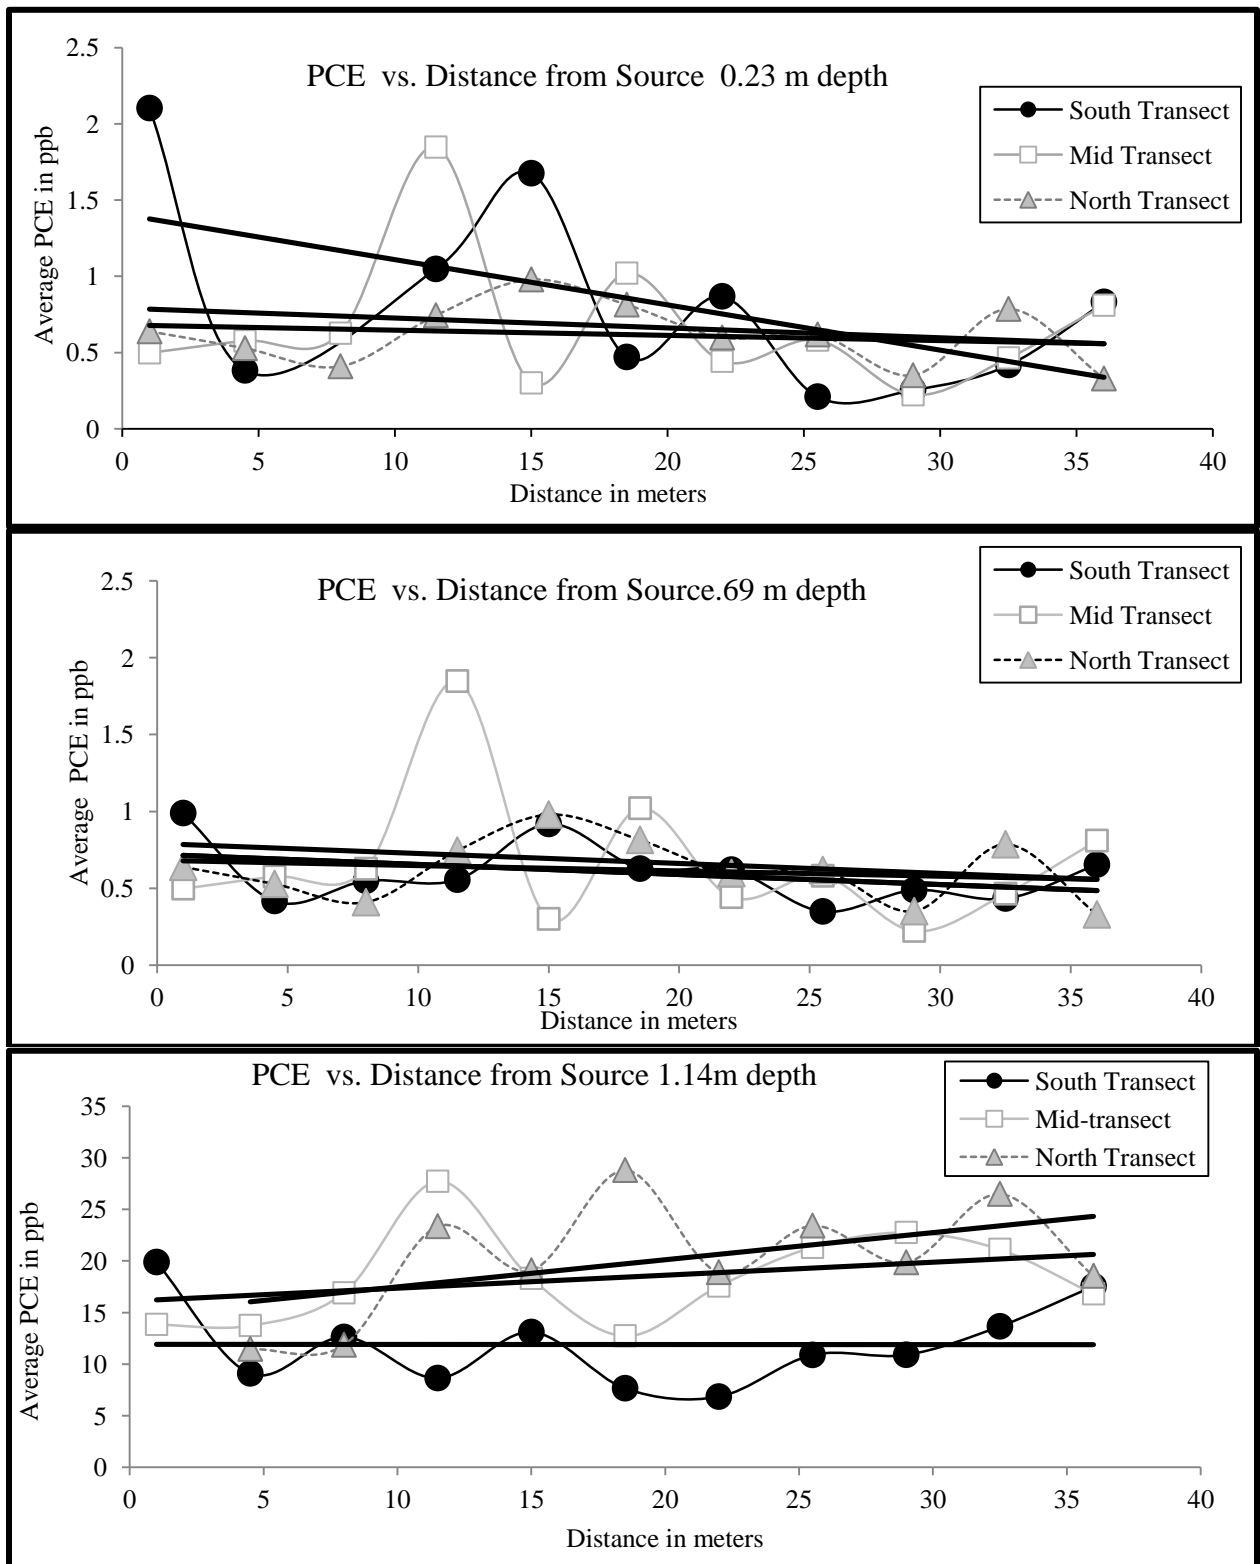 PCE vs. Distance from Source 0.23 m depth
South Transect
Mid Transect
North Transect
Average PCE in ppb
2.5
2
1.5
1
0.5
0
0 5 10 15 20 25 30 35 40
Distance in meters
PCE vs. Distance from Source.69 m depth
South Transect
Mid Transect
North Transect
Average PCE in ppb
2.5
2
1.5
1
0.5
0
0 5 10 15 20 25 30 35 40
Distance in meters
PCE vs. Distance from Source 1.14m depth
South Transect
Mid-transect
North Transect
Average PCE in ppb
35
30
25
20
15
10
5
0
0 5 10 15 20 25 30 35 40
Distance in meters